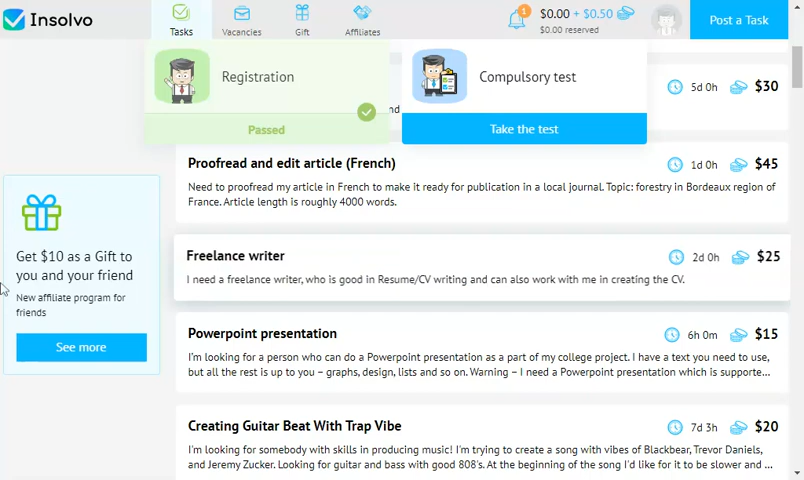 Insolvo
Tasks
Vacancies
Gift
Affiliates
1
$0.00 + $0.50
$0.00 reserved
Post a Task
Registration
Passed
Compulsory test
Take the test
nd
5d 0h
$30
Proofread and edit article (French)
1d 0h
$45
Need to proofread my article in French to make it ready for publication in a local journal. Topic: forestry in Bordeaux region of
France. Article length is roughly 4000 words.
Get $10 as a Gift to
you and your friend
New affiliate program for
friends
See more
Freelance writer
2d 0h
$25
I need a freelance writer, who is good in Resume/CV writing and can also work with me in creating the CV.
Powerpoint presentation
6h 0m
$15
I'm looking for a person who can do a Powerpoint presentation as a part of my college project. I have a text you need to use,
but all the rest is up to you – graphs, design, lists and so on. Warning – I need a Powerpoint presentation which is supporte...
Creating Guitar Beat With Trap Vibe
7d 3h
$20
I'm looking for somebody with skills in producing music! I'm trying to create a song with vibes of Blackbear, Trevor Daniels,
and Jeremy Zucker. Looking for guitar and bass with good 808's. At the beginning of the song I'd like for it to be slower and ...